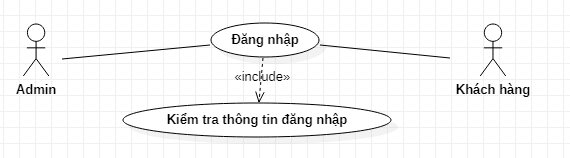 Đăng nhập
«include»
Admin
Khách hàng
Kiểm tra thông tin đăng nhập